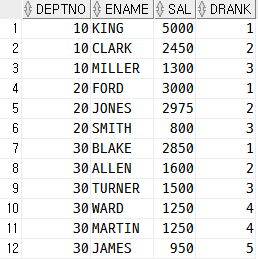 DEPTNO ENAME SAL DRANK
1 10 KING 5000 1
2 10 CLARK 2450 2
3 10 MILLER 1300 3
4 20 FORD 3000 1
5 20 JONES 2975 2
6 20 SMITH 800 3
7 30 BLAKE 2850 1
8 30 ALLEN 1600 2
9 30 TURNER 1500 3
10 30 WARD 1250 4
11 30 MARTIN 1250 4
12 30 JAMES 950 5